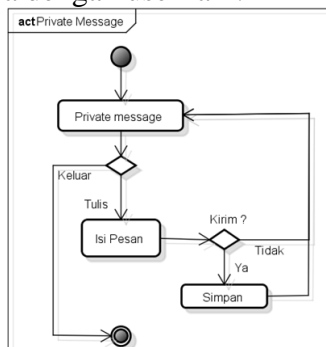 act Private Message
Private message
Keluar
Tulis
Kirim ?
Isi Pesan
Tidak
Ya
Simpan